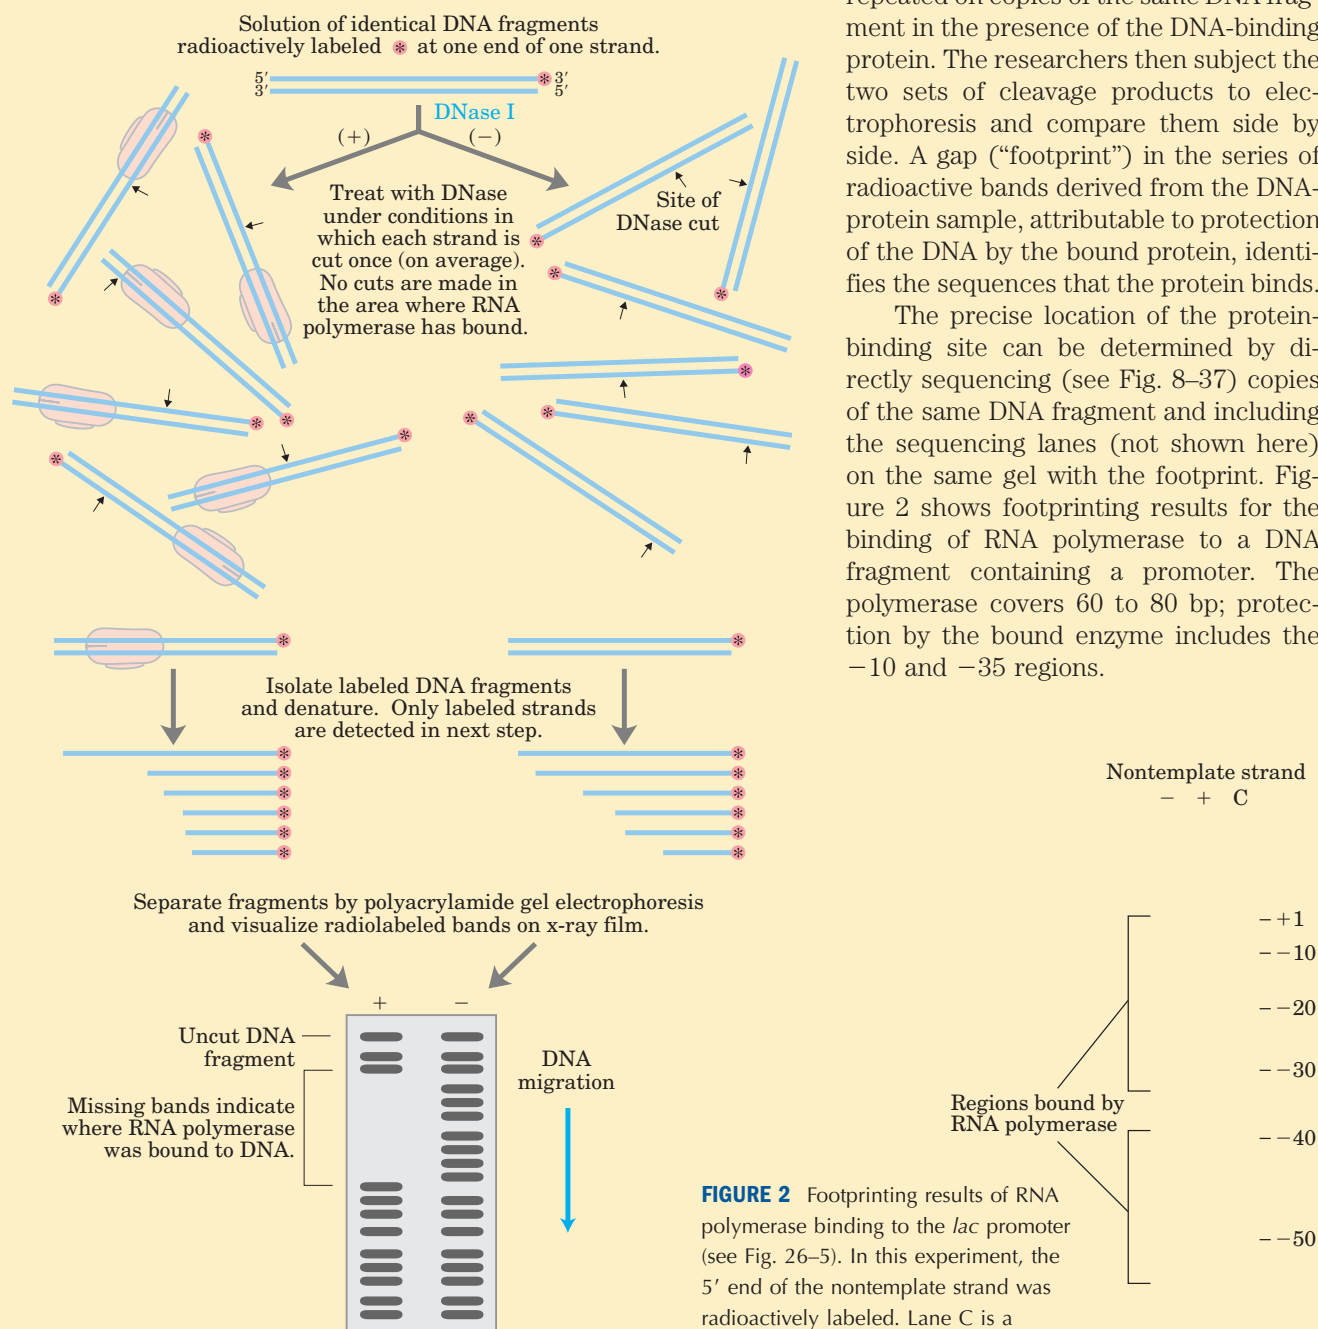 Solution of identical DNA fragments
radioactively labeled * at one end of one strand.
5′ * 3′
3′ 5′
DNase I
(+) (−)
Treat with DNase
under conditions in
which each strand is
cut once (on average).
No cuts are made in
the area where RNA
polymerase has bound.
Site of
DNase cut
Isolate labeled DNA fragments
and denature. Only labeled strands
are detected in next step.
Separate fragments by polyacrylamide gel electrophoresis
and visualize radiolabeled bands on x-ray film.
+ −
Uncut DNA
fragment
Missing bands indicate
where RNA polymerase
was bound to DNA.
DNA
migration
repeated on copies of the same DNA frag-
ment in the presence of the DNA-binding
protein. The researchers then subject the
two sets of cleavage products to elec-
trophoresis and compare them side by
side. A gap (“footprint”) in the series of
radioactive bands derived from the DNA-
protein sample, attributable to protection
of the DNA by the bound protein, identi-
fies the sequences that the protein binds.
The precise location of the protein-
binding site can be determined by di-
rectly sequencing (see Fig. 8–37) copies
of the same DNA fragment and including
the sequencing lanes (not shown here)
on the same gel with the footprint. Fig-
ure 2 shows footprinting results for the
binding of RNA polymerase to a DNA
fragment containing a promoter. The
polymerase covers 60 to 80 bp; protec-
tion by the bound enzyme includes the
−10 and −35 regions.
Nontemplate strand
− + C
– +1
– −10
– −20
– −30
Regions bound by
RNA polymerase
– −40
– −50
FIGURE 2 Footprinting results of RNA
polymerase binding to the lac promoter
(see Fig. 26–5). In this experiment, the
5′ end of the nontemplate strand was
radioactively labeled. Lane C is a